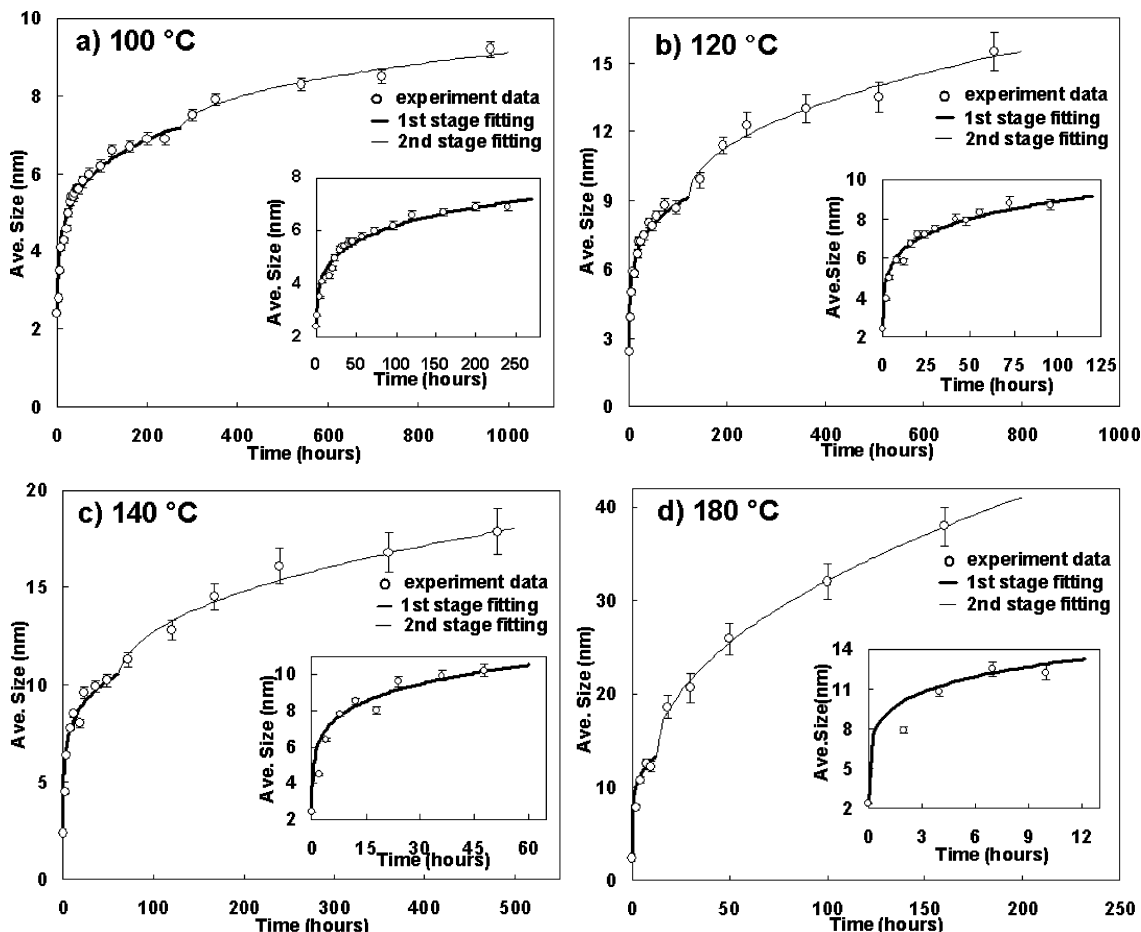 a) 100 °C
Ave. Size (nm)
10
8
6
4
2
0
experiment data
1st stage fitting
2nd stage fitting
Ave. Size (nm)
8
6
4
2
0 50 100 150 200 250
Time (hours)
0 200 400 600 800 1000
Time (hours)
b) 120 °C
Ave. Size (nm)
15
12
9
6
3
0
experiment data
1st stage fitting
2nd stage fitting
Ave.Size (nm)
10
8
6
4
2
0 25 50 75 100 125
Time (hours)
0 200 400 600 800 1000
Time (hours)
c) 140 °C
Ave. Size (nm)
20
15
10
5
0
experiment data
1st stage fitting
2nd stage fitting
Ave. Size (nm)
10
8
6
4
2
0 15 30 45 60
Time (hours)
0 100 200 300 400 500
Time (hours)
d) 180 °C
Ave. Size (nm)
40
30
20
10
0
experiment data
1st stage fitting
2nd stage fitting
Ave.Size(nm)
14
11
8
5
2
0 3 6 9 12
Time (hours)
0 50 100 150 200 250
Time (hours)